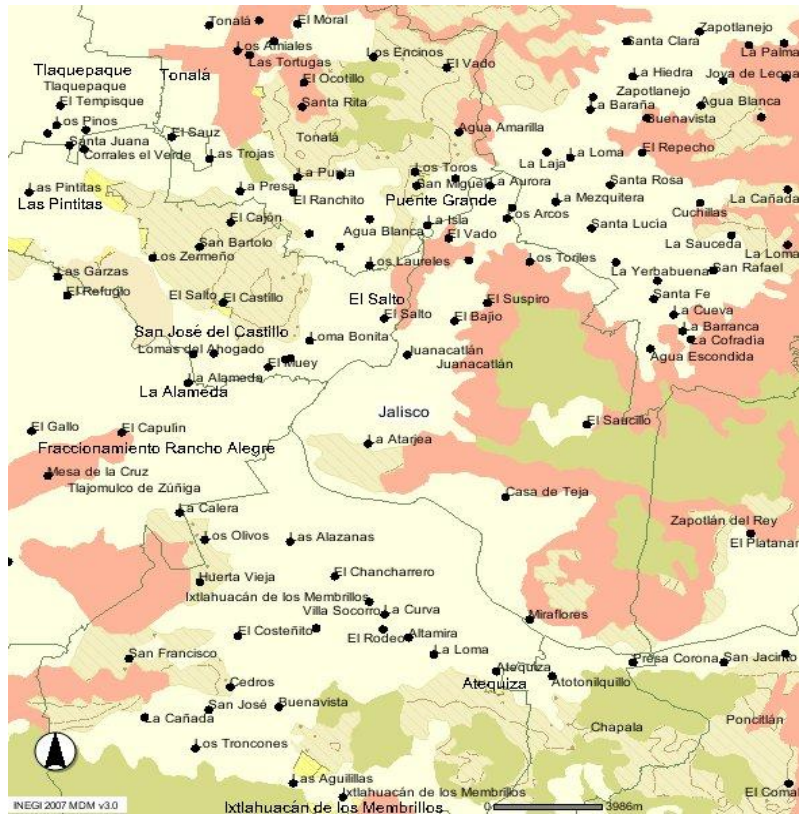 Tonalá
El Moral
Zapotlanejo
Los Amiales
Santa Clara
La Palma
Las Tortugas
Los Encinos
El Vado
Tlaquepaque
Tonalá
Tlaquepaque
El Ocotillo
La Hiedra
El Tempisque
Santa Rita
Zapotlanejo
La Baraña
Agua Blanca
Los Pinos
Buenavista
El Sauz
Tonalá
Agua Amarilla
Santa Juana
Corrales el Verde
Las Trojas
La Laja
La Loma
El Repecho
La Punta
Los Toros
Las Pintitas
La Presa
El Ranchito
San Miguel
La Aurora
Santa Rosa
La Cañada
Las Pintitas
Puente Grande
La Mezquitera
Cuchillas
El Cajón
La Isla
Los Arcos
Santa Lucia
Agua Blanca
El Vado
San Bartolo
La Sauceda
La Loma
Los Zermeño
Los Laureles
Los Toriles
La Yerbabuena
San Rafael
Las Garzas
El Refugio
El Salto
El Castillo
El Salto
El Suspiro
Santa Fe
El Salto
El Bajio
La Cueva
San José del Castillo
Loma Bonita
La Barranca
La Cofradía
Lomas del Ahogado
El Muey
Juanacatlán
Juanacatlán
Agua Escondida
La Alameda
La Alameda
Jalisco
El Gallo
El Capulin
El Saucillo
Fraccionamiento Rancho Alegre
La Atarjea
Mesa de la Cruz
Tlajomulco de Zúñiga
Casa de Teja
La Calera
Zapotlán del Rey
Los Olivos
Las Alazanas
El Platanar
Huerta Vieja
El Chancharrero
Ixtlahuacán de los Membrillos
Villa Socorro
La Curva
Miraflores
El Costeñito
El Rodeo
Altamira
San Francisco
La Loma
Presa Corona
San Jacinto
Atequiza
Atequiza
Atotonilquillo
Cedros
San José
Buenavista
La Cañada
Chapala
Poncitlán
Los Troncones
Las Aguilillas
Ixtlahuacán de los Membrillos
El Comal
INEGI 2007 MDM v3.0
Ixtlahuacán de los Membrillos
0
3986m